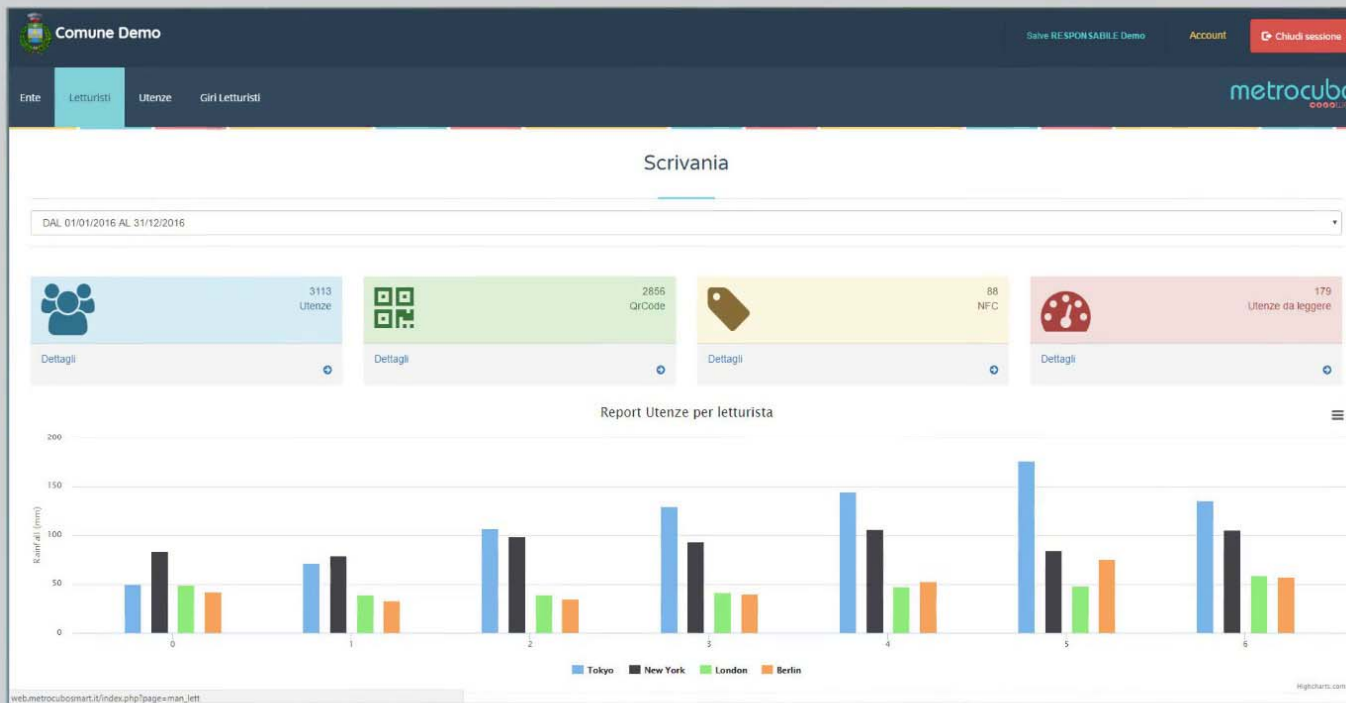 Comune Demo
Salve RESPONSABILE Demo
Account
Chiudi sessione
Ente
Letturisti
Utenze
Giri Letturisti
metrocubo
Scrivania
DAL 01/01/2016 AL 31/12/2016
3113
Utenze
Dettagli
2856
QrCode
Dettagli
88
NFC
Dettagli
179
Utenze da leggere
Dettagli
Report Utenze per letturista
200
150
100
50
0
Rainfall (mm)
0 1 2 3 4 5 6
Tokyo New York London Berlin
Highcharts.com
web.metrocubosmart.it/index.php?page=man_lett